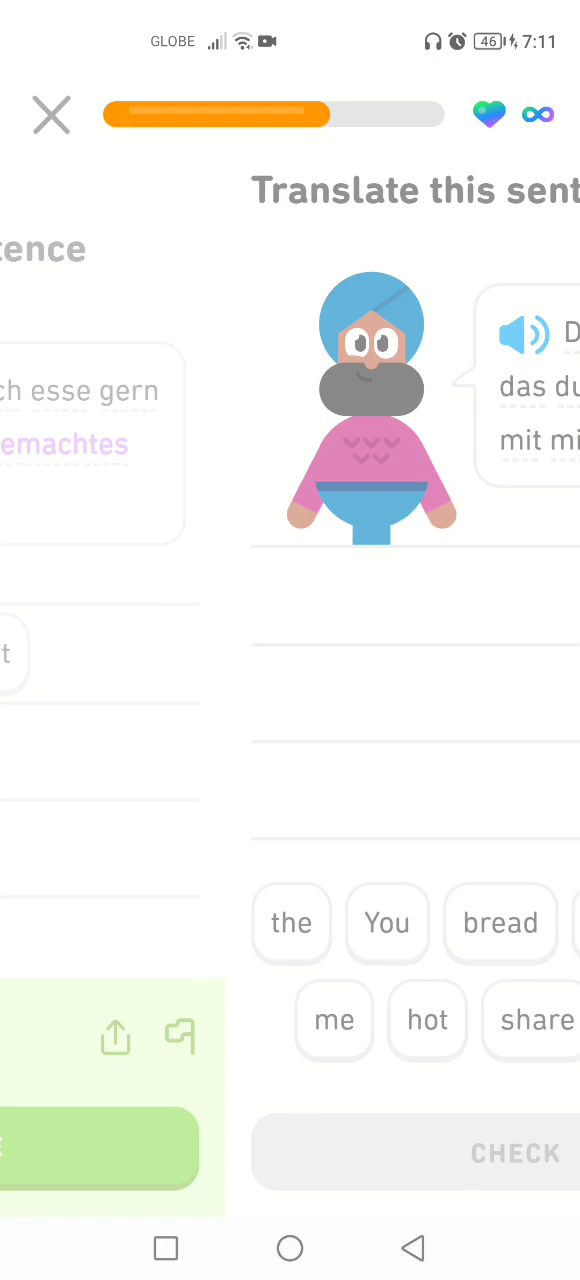 GLOBE 46 7:11
Translate this sent
tence
ch esse gern
emachtes
D
das du
mit mi
t
the You bread
me hot share
CHECK